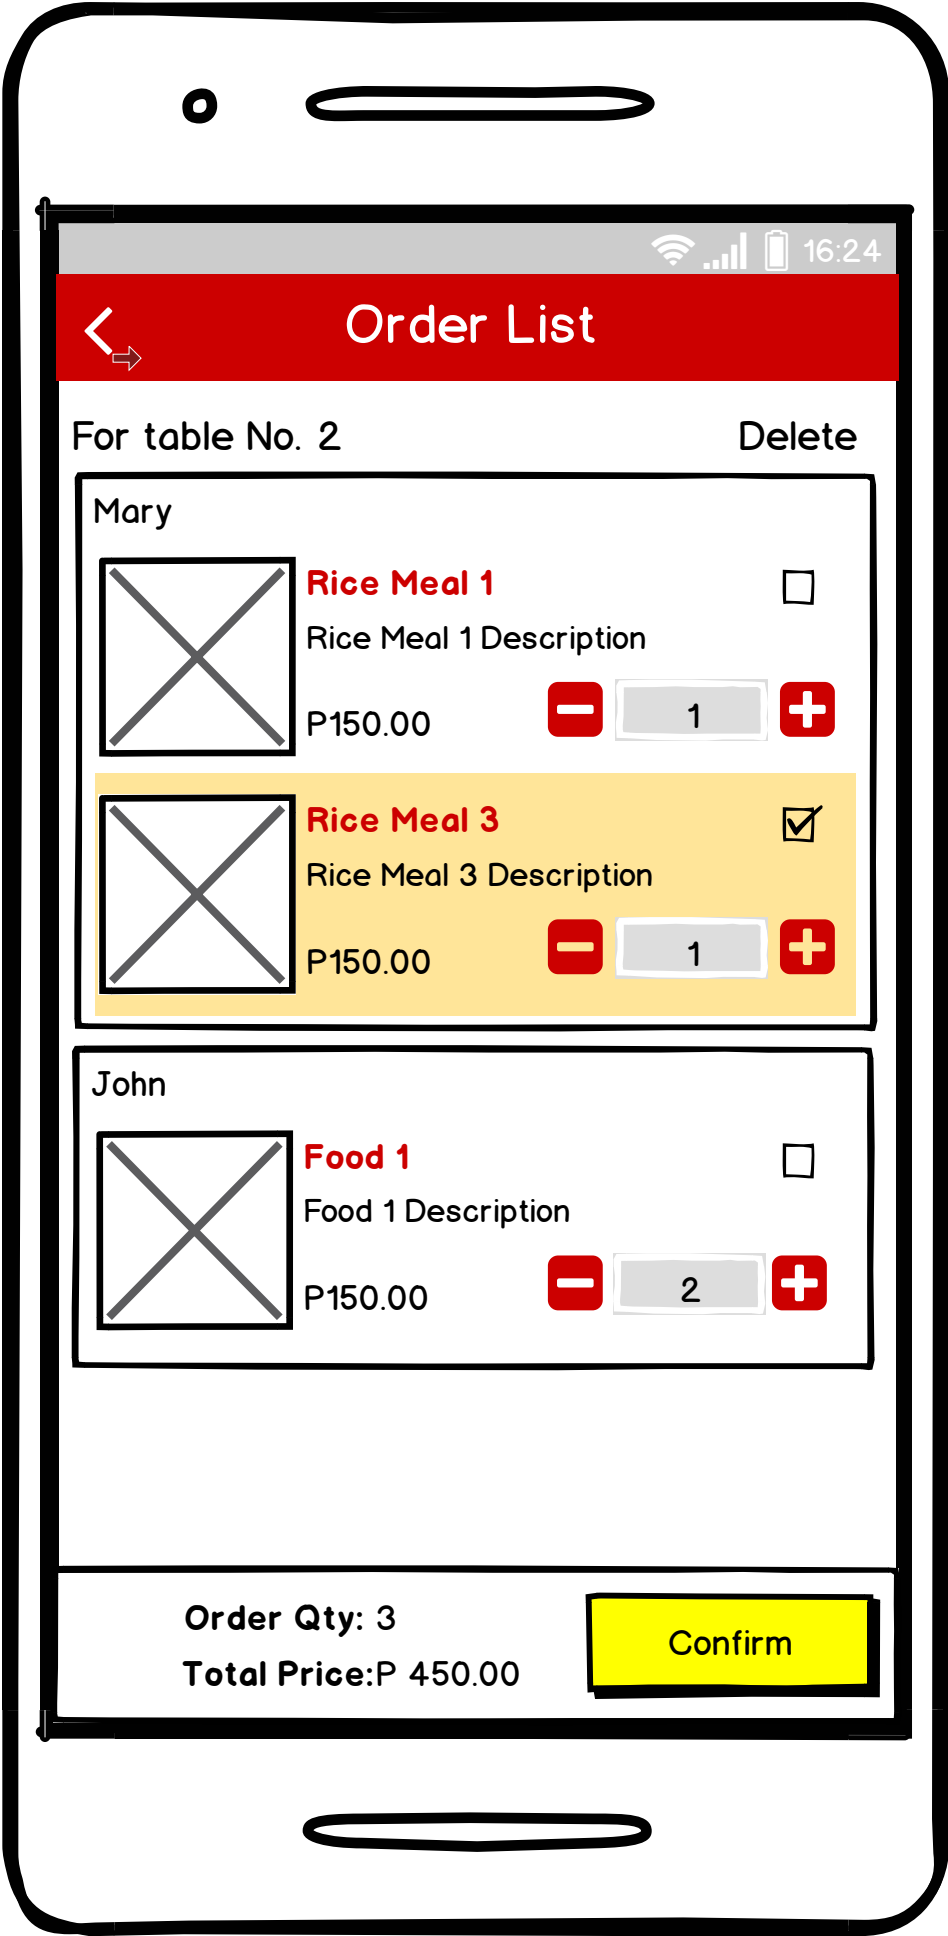 16:24
Order List
For table No. 2 Delete
Mary
Rice Meal 1
Rice Meal 1 Description
P150.00 1
Rice Meal 3
Rice Meal 3 Description
P150.00 1
John
Food 1
Food 1 Description
P150.00 2
Order Qty: 3
Total Price:P 450.00
Confirm